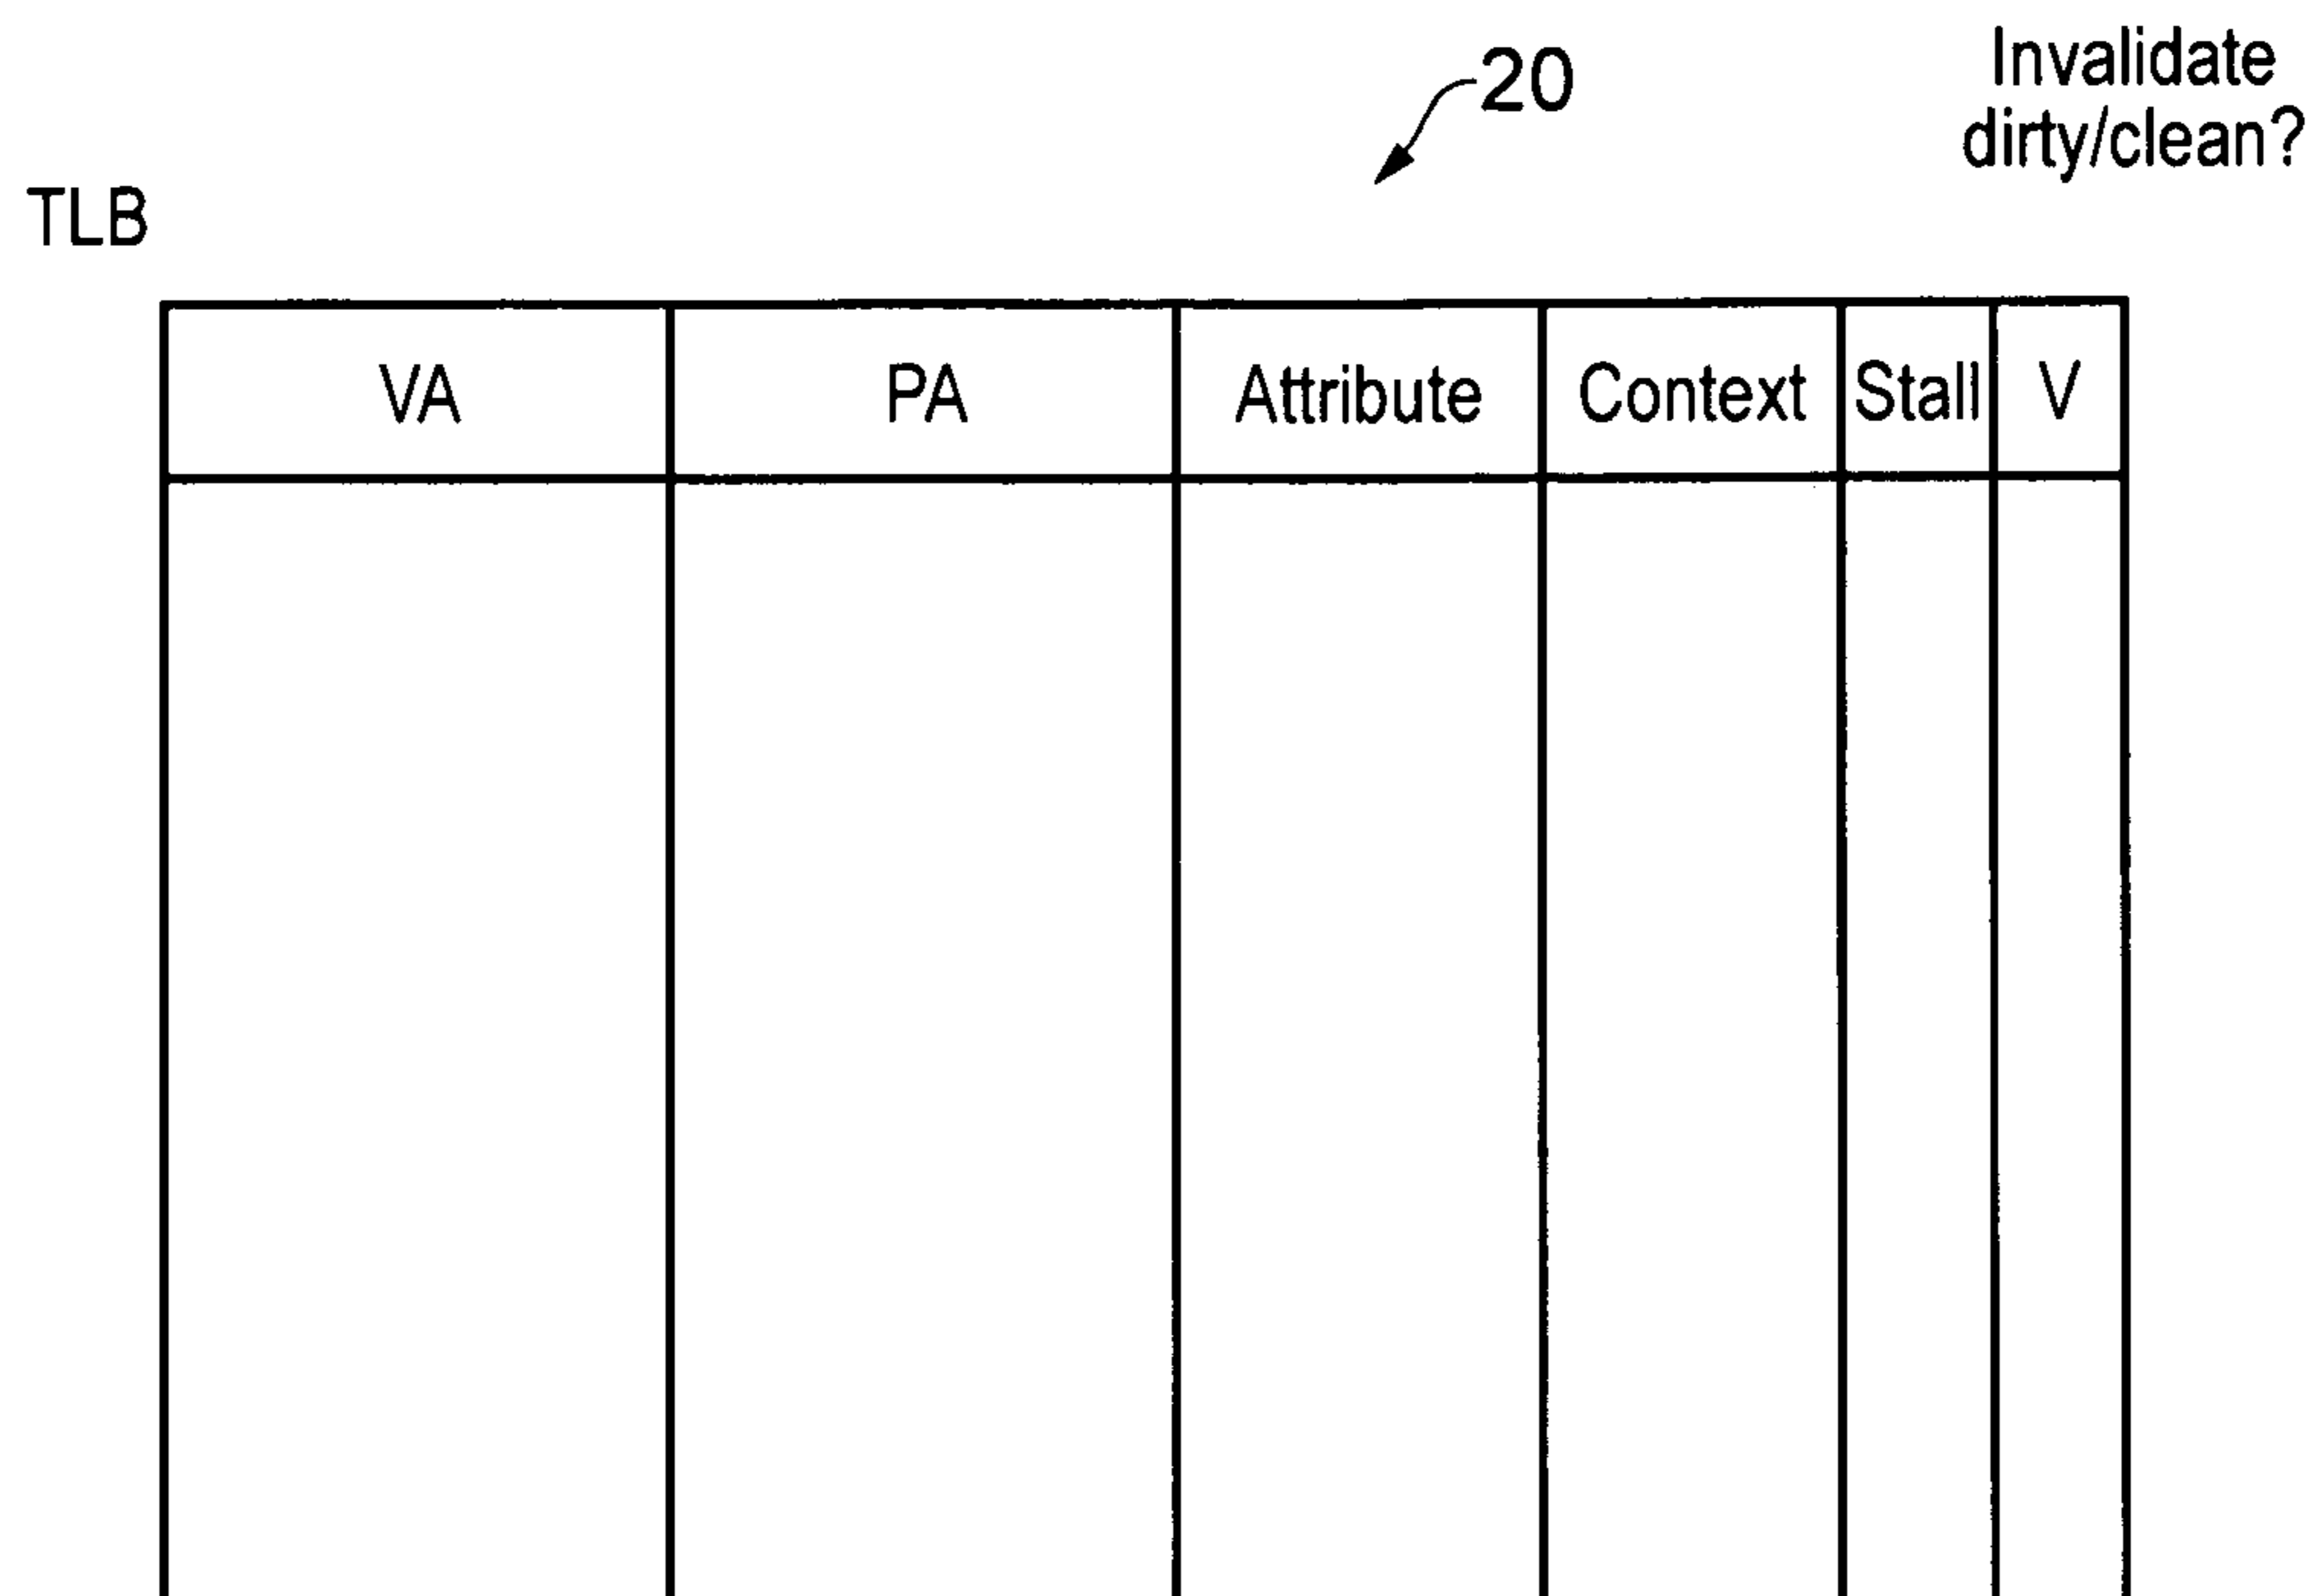 20
Invalidate
dirty/clean?
TLB
VA PA Attribute Context Stall V